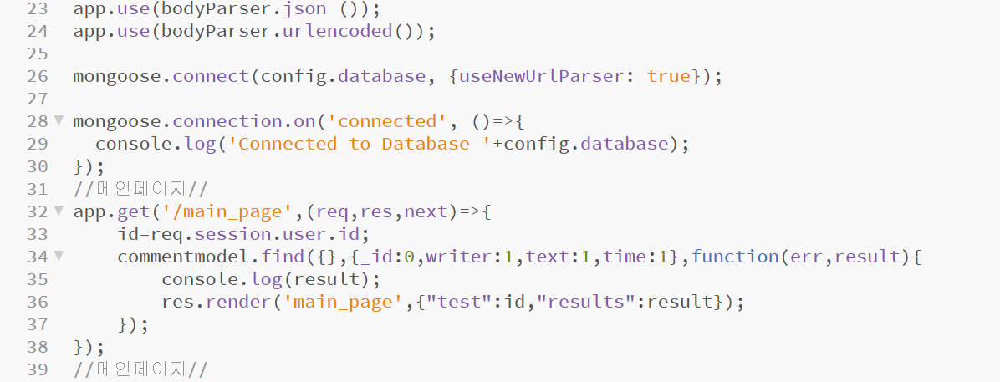 23 app.use(bodyParser.json ());
24 app.use(bodyParser.urlencoded());
25
26 mongoose.connect(config.database, {useNewUrlParser: true});
27
28 mongoose.connection.on('connected', ()=>{
29   console.log('Connected to Database '+config.database);
30 });
31 //메인페이지//
32 app.get('/main_page',(req,res,next)=>{
33     id=req.session.user.id;
34     commentmodel.find({},{_id:0,writer:1,text:1,time:1},function(err,result){
35         console.log(result);
36         res.render('main_page',{"test":id,"results":result});
37     });
38 });
39 //메인페이지//